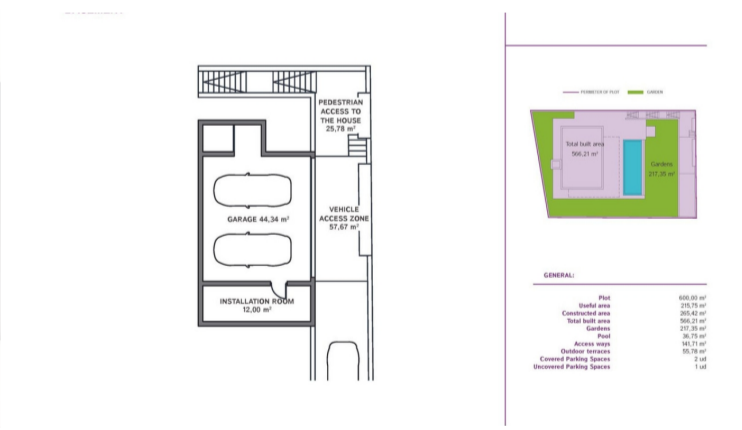 PEDESTRIAN
ACCESS TO
THE HOUSE
25,78 m²
GARAGE 44,34 m²
VEHICLE
ACCESS ZONE
57,67 m²
INSTALLATION ROOM
12,00 m²
PERIMETER OF PLOT
GARDEN
Total built area
566,21 m²
Gardens
217,35 m²
GENERAL:
Plot 600,00 m²
Useful area 215,75 m²
Constructed area 265,42 m²
Total built area 566,21 m²
Gardens 217,35 m²
Pool 36,75 m²
Access ways 141,71 m²
Outdoor terraces 55,78 m²
Covered Parking Spaces 2 ud
Uncovered Parking Spaces 1 ud